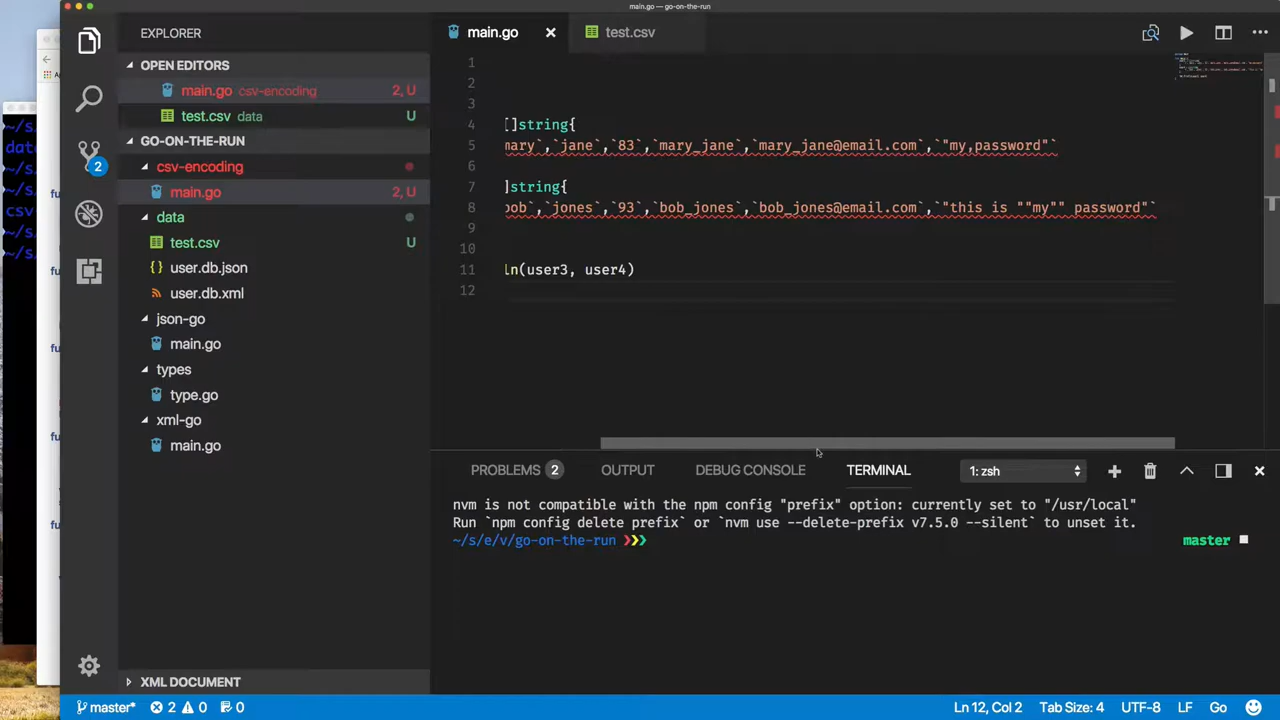 main.go — go-on-the-run
EXPLORER
main.go
test.csv
OPEN EDITORS
main.go csv-encoding 2, U
test.csv data U
GO-ON-THE-RUN
csv-encoding
main.go 2, U
data
test.csv U
user.db.json
user.db.xml
json-go
main.go
types
type.go
xml-go
main.go
XML DOCUMENT
2
1
2
3
4 []string{
5 mary`,`jane`,`83`,`mary_jane`,`mary_jane@email.com`,`"my,password"`
6
7 ]string{
8 bob`,`jones`,`93`,`bob_jones`,`bob_jones@email.com`,`"this is ""my"" password"`
9
10
11 ln(user3, user4)
12
PROBLEMS 2 OUTPUT DEBUG CONSOLE TERMINAL 1: zsh
nvm is not compatible with the npm config "prefix" option: currently set to "/usr/local"
Run `npm config delete prefix` or `nvm use --delete-prefix v7.5.0 --silent` to unset it.
~/s/e/v/go-on-the-run ❯❯❯ master
master* 2 0 0 Ln 12, Col 2 Tab Size: 4 UTF-8 LF Go